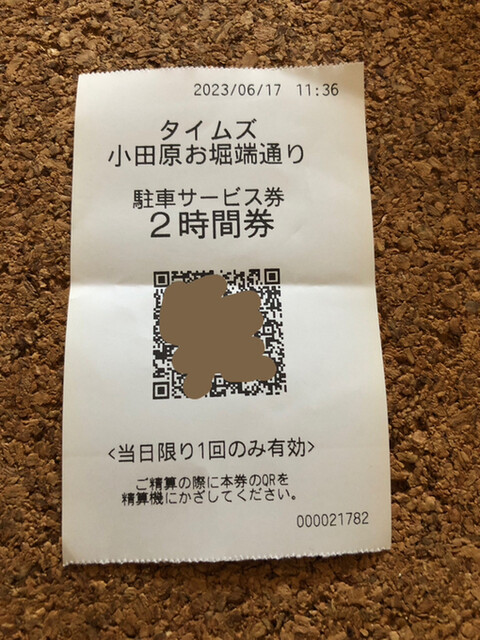 2023/06/17 11:36
タイムズ
小田原お堀端通り
駐車サービス券
2時間券
<当日限り1回のみ有効>
ご精算の際に本券のQRを
精算機にかざしてください。
000021782